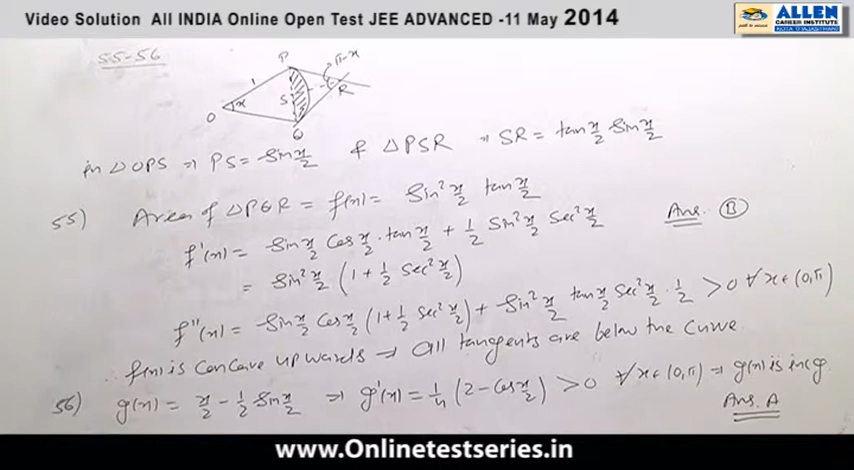 Video Solution All INDIA Online Open Test JEE ADVANCED -11 May 2014
ALLEN
CAREER INSTITUTE
KOTA (RAJASTHAN)
55-56
P
π-x
1
O
x
S
R
Q
in △OPS ⇒ PS = sin x/2 & △PSR ⇒ SR = tan x/2 sin x/2
55) Area of △PQR = f(x) = sin² x/2 tan x/2
f'(x) = sin x/2 cos x/2 . tan x/2 + 1/2 sin² x/2 sec² x/2 Ans. B
= sin² x/2 (1 + 1/2 sec² x/2)
f''(x) = sin x/2 cos x/2 (1 + 1/2 sec² x/2) + sin² x/2 tan x/2 sec² x/2 . 1/2 > 0 ∀ x ∈ (0, π)
∴ f(x) is concave upwards ⇒ all tangents are below the curve.
56) g(x) = x/2 - 1/2 sin x/2 ⇒ g'(x) = 1/4 (2 - cos x/2) > 0 ∀ x ∈ (0, π) ⇒ g(x) is incg.
Ans. A
www.Onlinetestseries.in